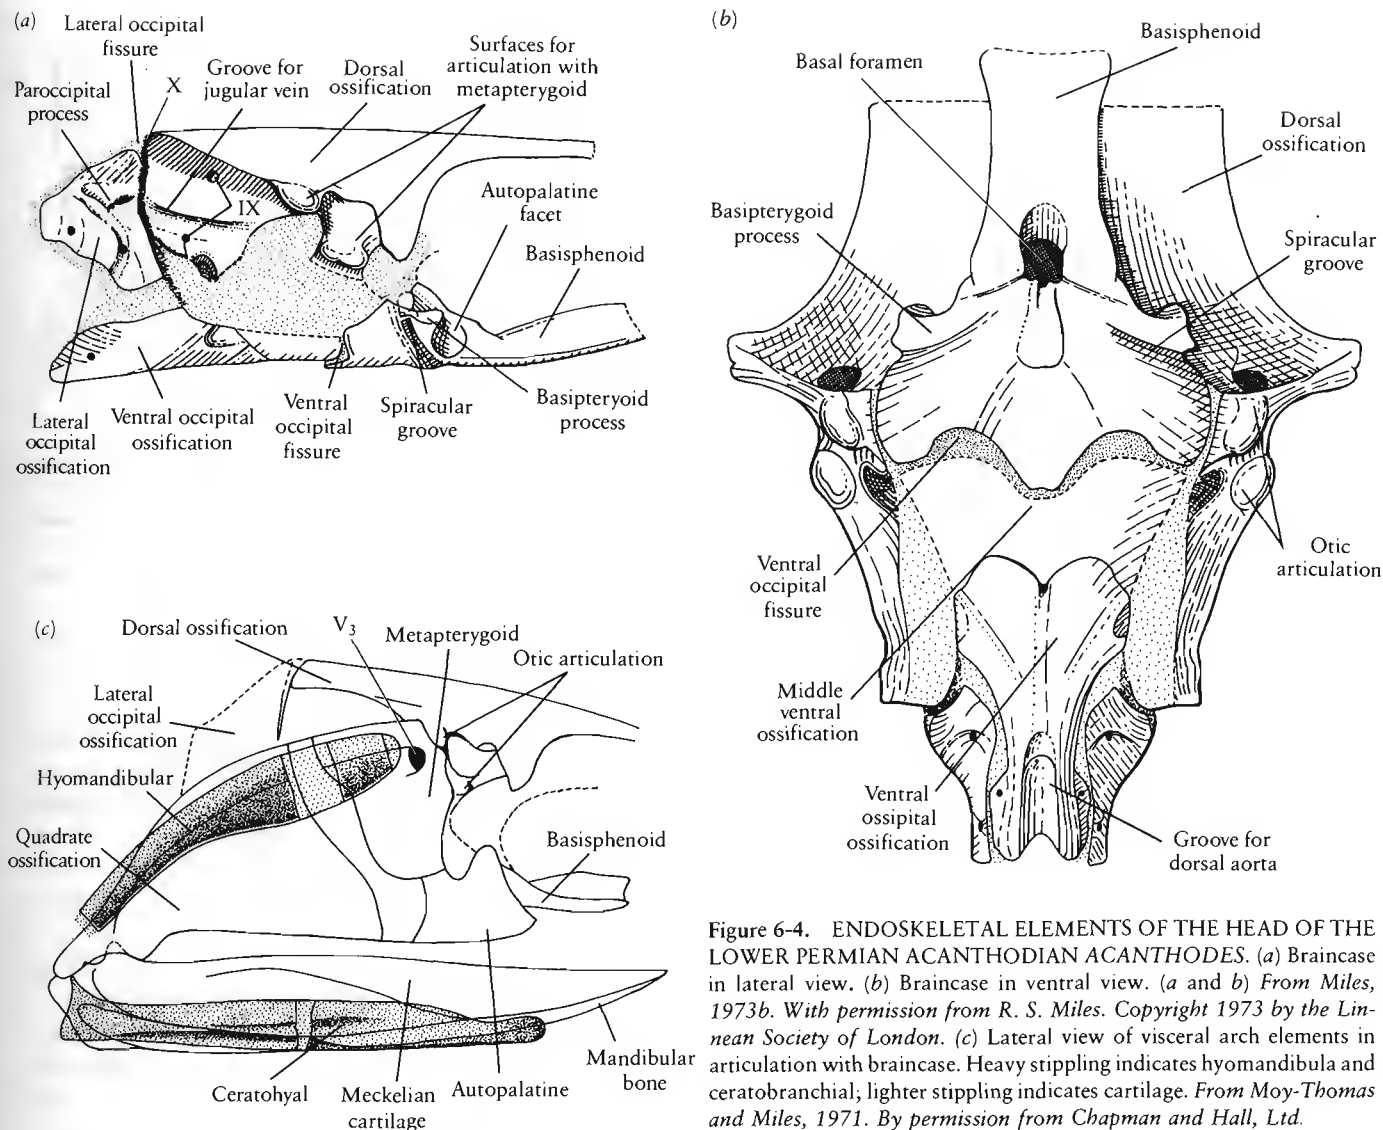 (a)
Lateral occipital
fissure
X
Groove for
jugular vein
Dorsal
ossification
Surfaces for
articulation with
metapterygoid
Paroccipital
process
IX
Autopalatine
facet
Basisphenoid
Lateral
occipital
ossification
Ventral occipital
ossification
Ventral
occipital
fissure
Spiracular
groove
Basipteryoid
process
(b)
Basal foramen
Basisphenoid
Dorsal
ossification
Basipterygoid
process
Spiracular
groove
Ventral
occipital
fissure
Otic
articulation
Middle
ventral
ossification
Ventral
ossipital
ossification
Groove for
dorsal aorta
(c)
Dorsal ossification
V3
Metapterygoid
Otic articulation
Lateral
occipital
ossification
Hyomandibular
Quadrate
ossification
Basisphenoid
Ceratohyal
Meckelian
cartilage
Autopalatine
Mandibular
bone
Figure 6-4. ENDOSKELETAL ELEMENTS OF THE HEAD OF THE
LOWER PERMIAN ACANTHODIAN ACANTHODES. (a) Braincase
in lateral view. (b) Braincase in ventral view. (a and b) From Miles,
1973b. With permission from R. S. Miles. Copyright 1973 by the Lin-
nean Society of London. (c) Lateral view of visceral arch elements in
articulation with braincase. Heavy stippling indicates hyomandibula and
ceratobranchial; lighter stippling indicates cartilage. From Moy-Thomas
and Miles, 1971. By permission from Chapman and Hall, Ltd.